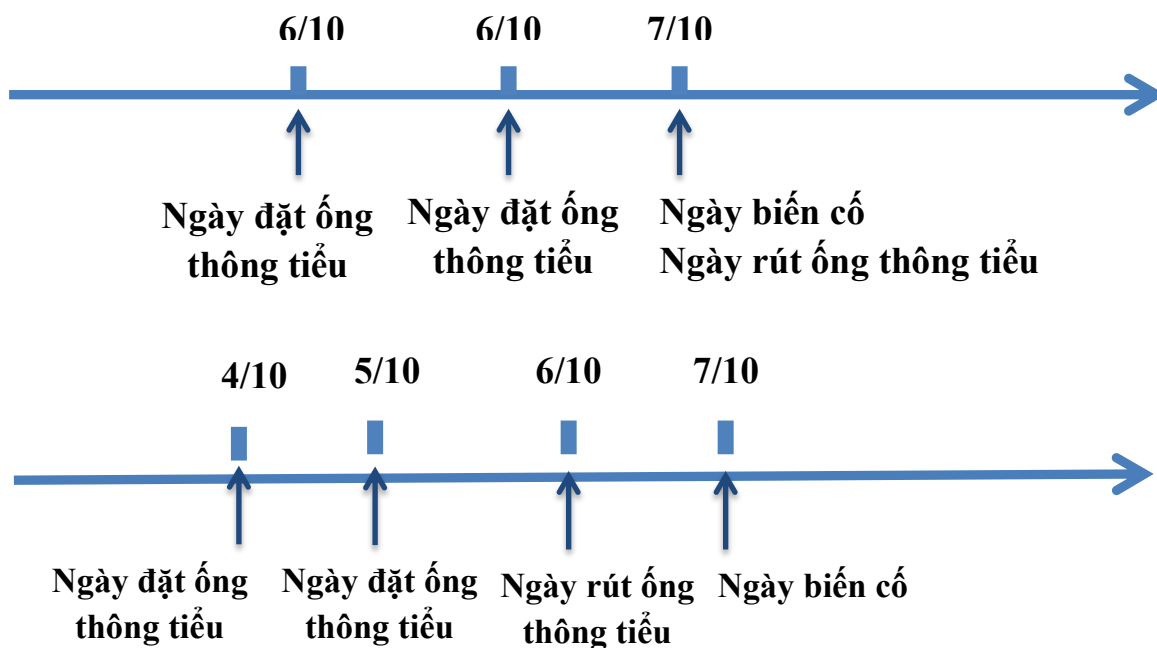 6/10 6/10 7/10
Ngày đặt ống Ngày đặt ống Ngày biến cố
thông tiểu thông tiểu Ngày rút ống thông tiểu
4/10 5/10 6/10 7/10
Ngày đặt ống Ngày đặt ống Ngày rút ống Ngày biến cố
thông tiểu thông tiểu thông tiểu